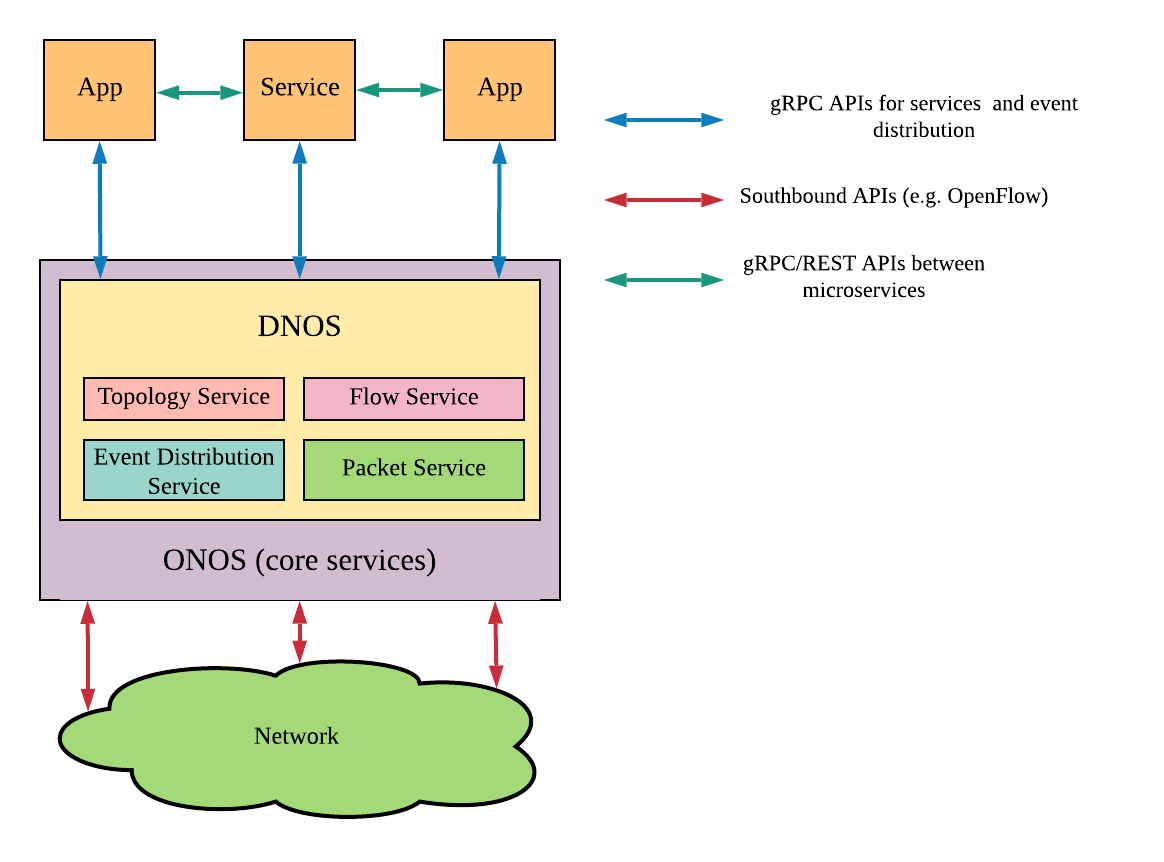 App
Service
App
gRPC APIs for services  and event
distribution
Southbound APIs (e.g. OpenFlow)
gRPC/REST APIs between
microservices
DNOS
Topology Service
Flow Service
Event Distribution
Service
Packet Service
ONOS (core services)
Network